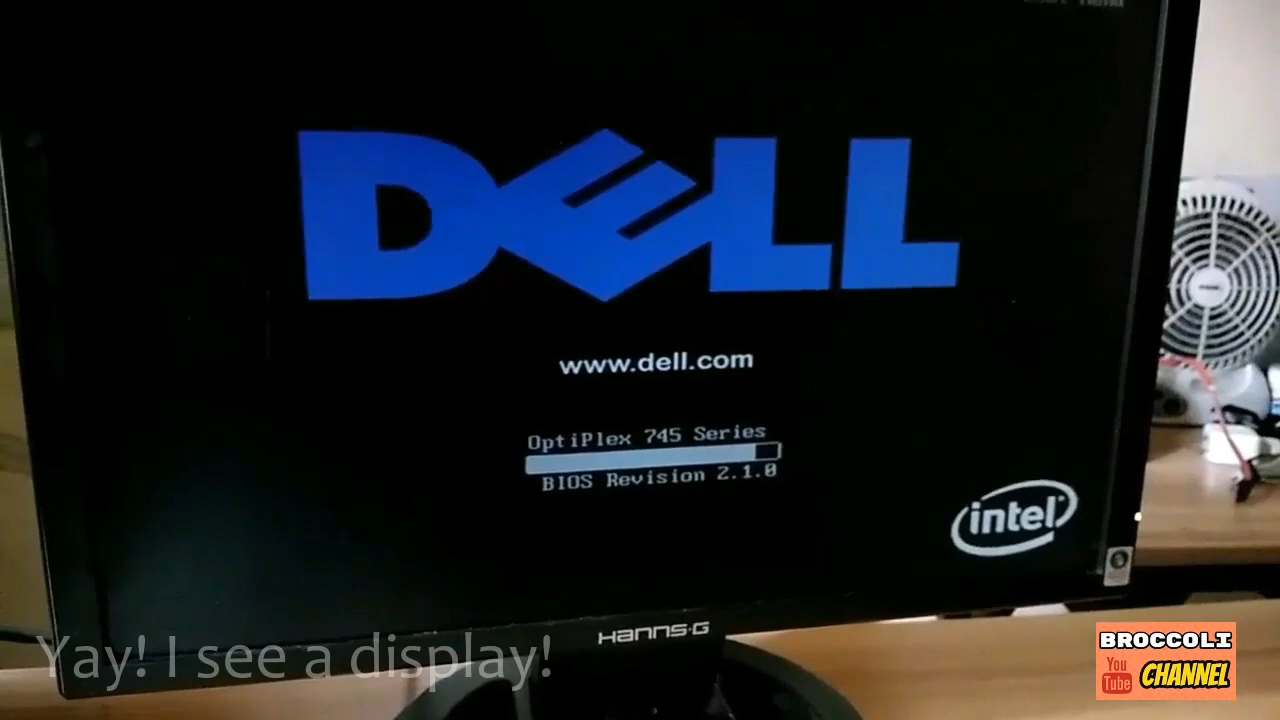 DELL
www.dell.com
OptiPlex 745 Series
BIOS Revision 2.1.0
intel
HANNS·G
Yay! I see a display!
BROCCOLI
You Tube CHANNEL